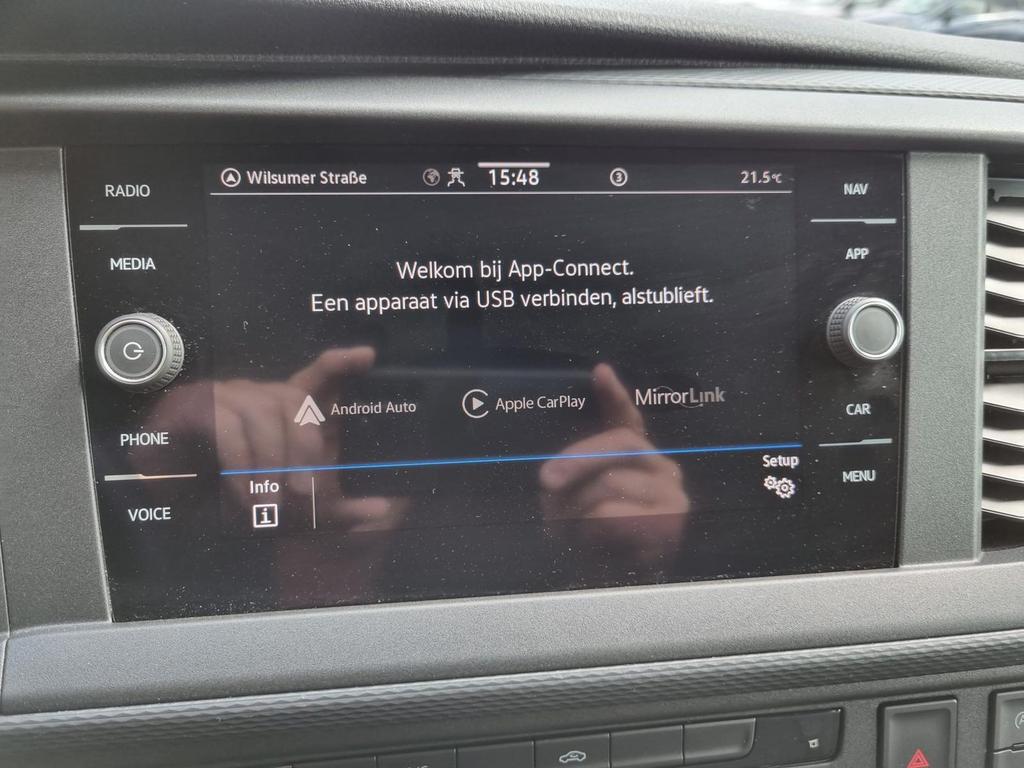 Wilsumer Straße 15:48 3 21.5°C
RADIO
MEDIA
PHONE
VOICE
Welkom bij App-Connect.
Een apparaat via USB verbinden, alstublieft.
Android Auto Apple CarPlay MirrorLink
Info
i
Setup
NAV
APP
CAR
MENU